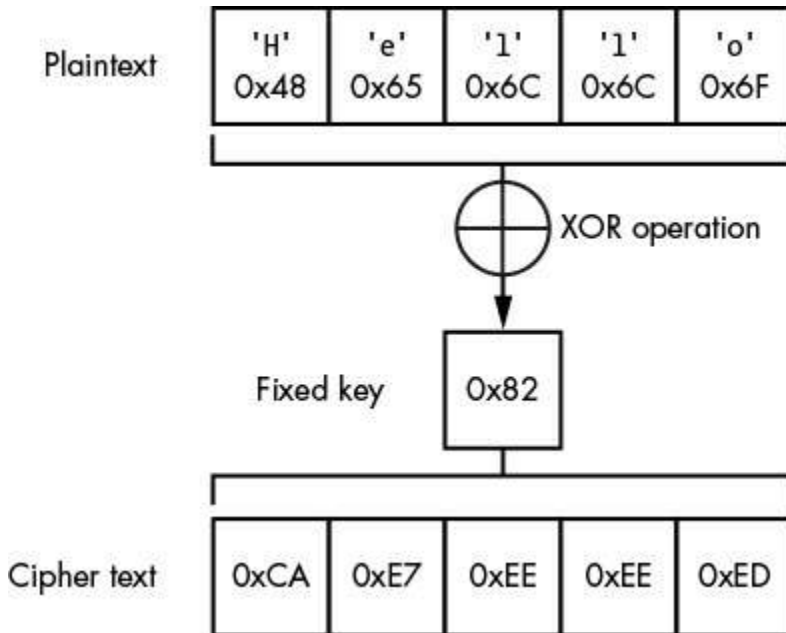 Plaintext
'H' 'e' 'l' 'l' 'o'
0x48 0x65 0x6C 0x6C 0x6F
XOR operation
Fixed key 0x82
Cipher text 0xCA 0xE7 0xEE 0xEE 0xED